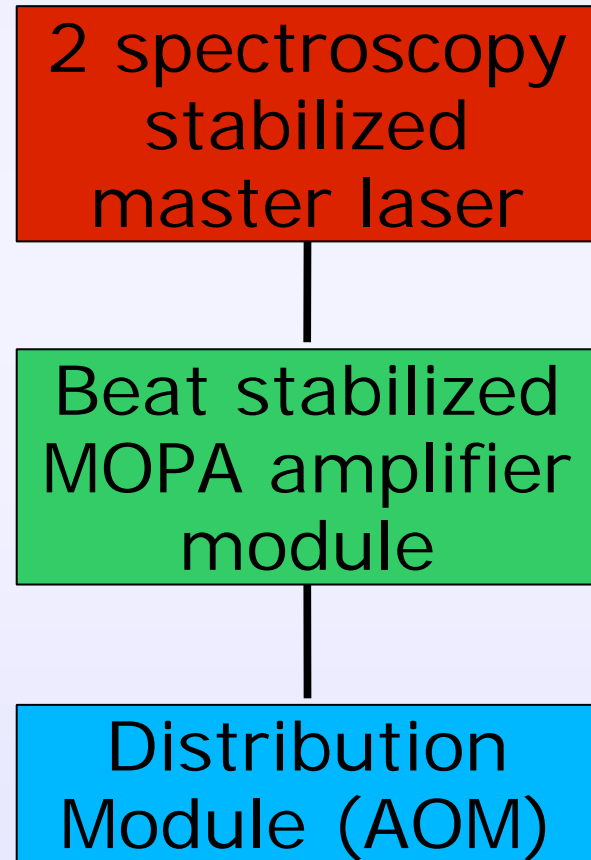 2 spectroscopy
stabilized
master laser
Beat stabilized
MOPA amplifier
module
Distribution
Module (AOM)